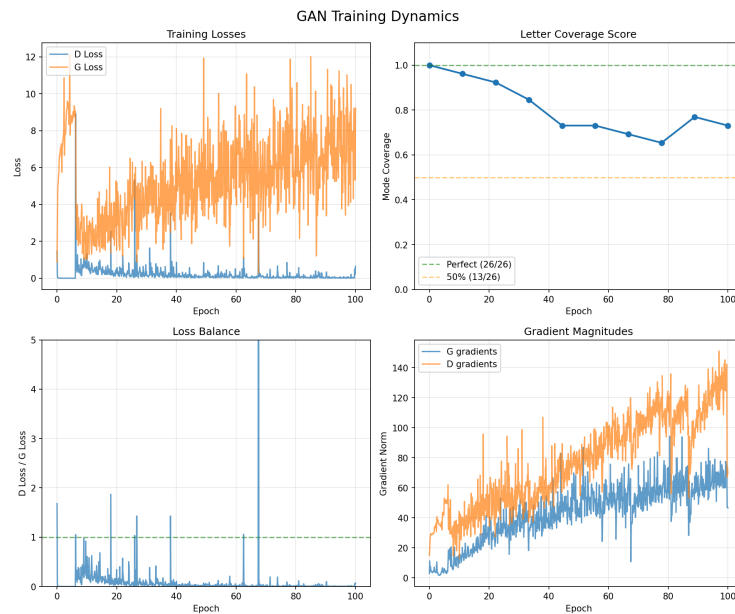 GAN Training Dynamics
Training Losses
D Loss
G Loss
Loss
12
10
8
6
4
2
0
0 20 40 60 80 100
Epoch
Letter Coverage Score
Mode Coverage
1.0
0.8
0.6
0.4
0.2
0.0
Perfect (26/26)
50% (13/26)
0 20 40 60 80 100
Epoch
Loss Balance
D Loss / G Loss
5
4
3
2
1
0
0 20 40 60 80 100
Epoch
Gradient Magnitudes
G gradients
D gradients
Gradient Norm
140
120
100
80
60
40
20
0
0 20 40 60 80 100
Epoch